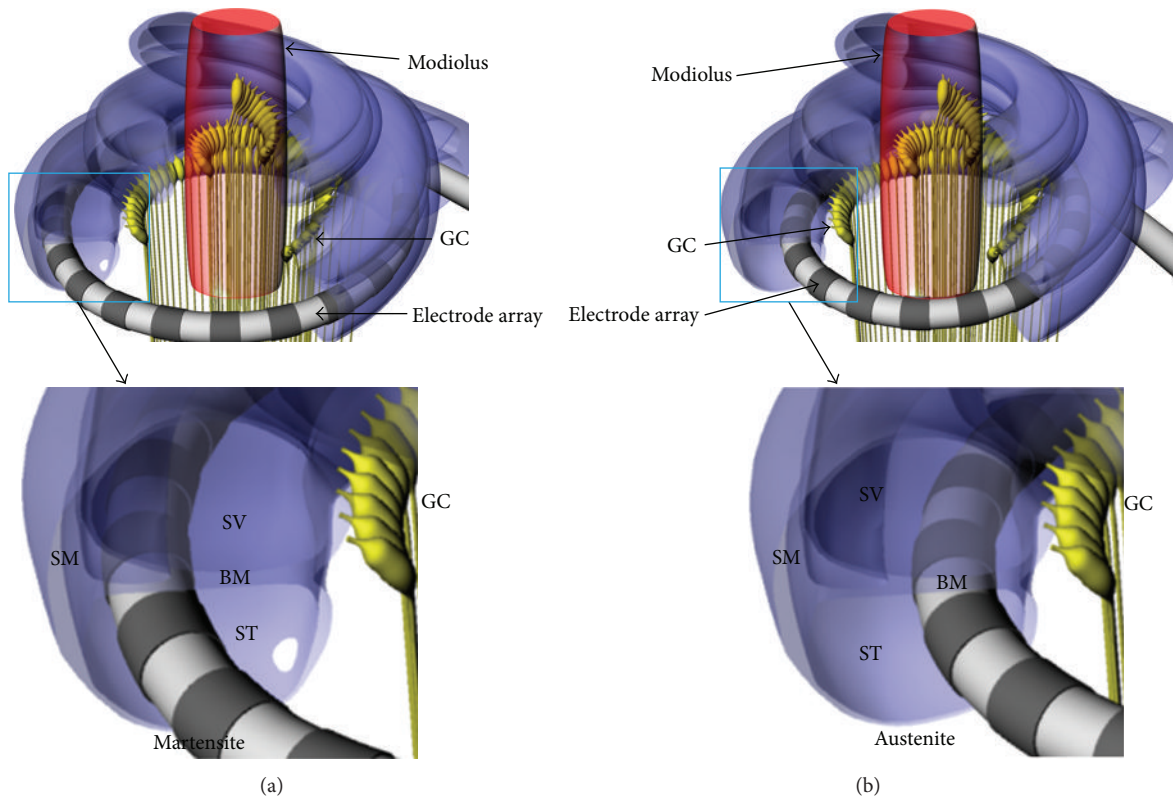 Modiolus
GC
Electrode array
SV
GC
SM
BM
ST
Martensite
(a)
Modiolus
GC
Electrode array
SV
GC
SM
BM
ST
Austenite
(b)